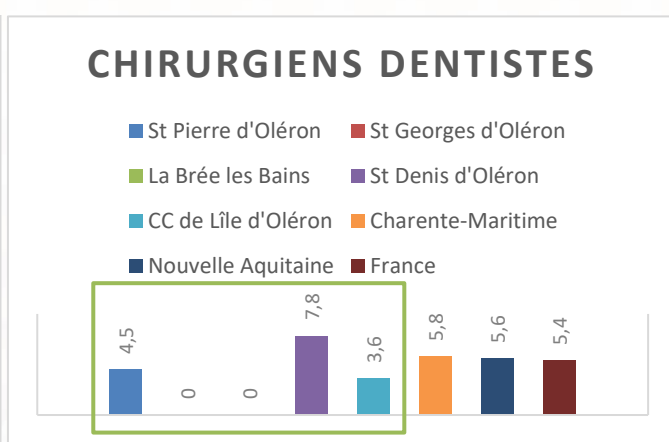 CHIRURGIENS DENTISTES
St Pierre d'Oléron St Georges d'Oléron
La Brée les Bains St Denis d'Oléron
CC de Lîle d'Oléron Charente-Maritime
Nouvelle Aquitaine France
4,5 0 0 7,8 3,6 5,8 5,6 5,4